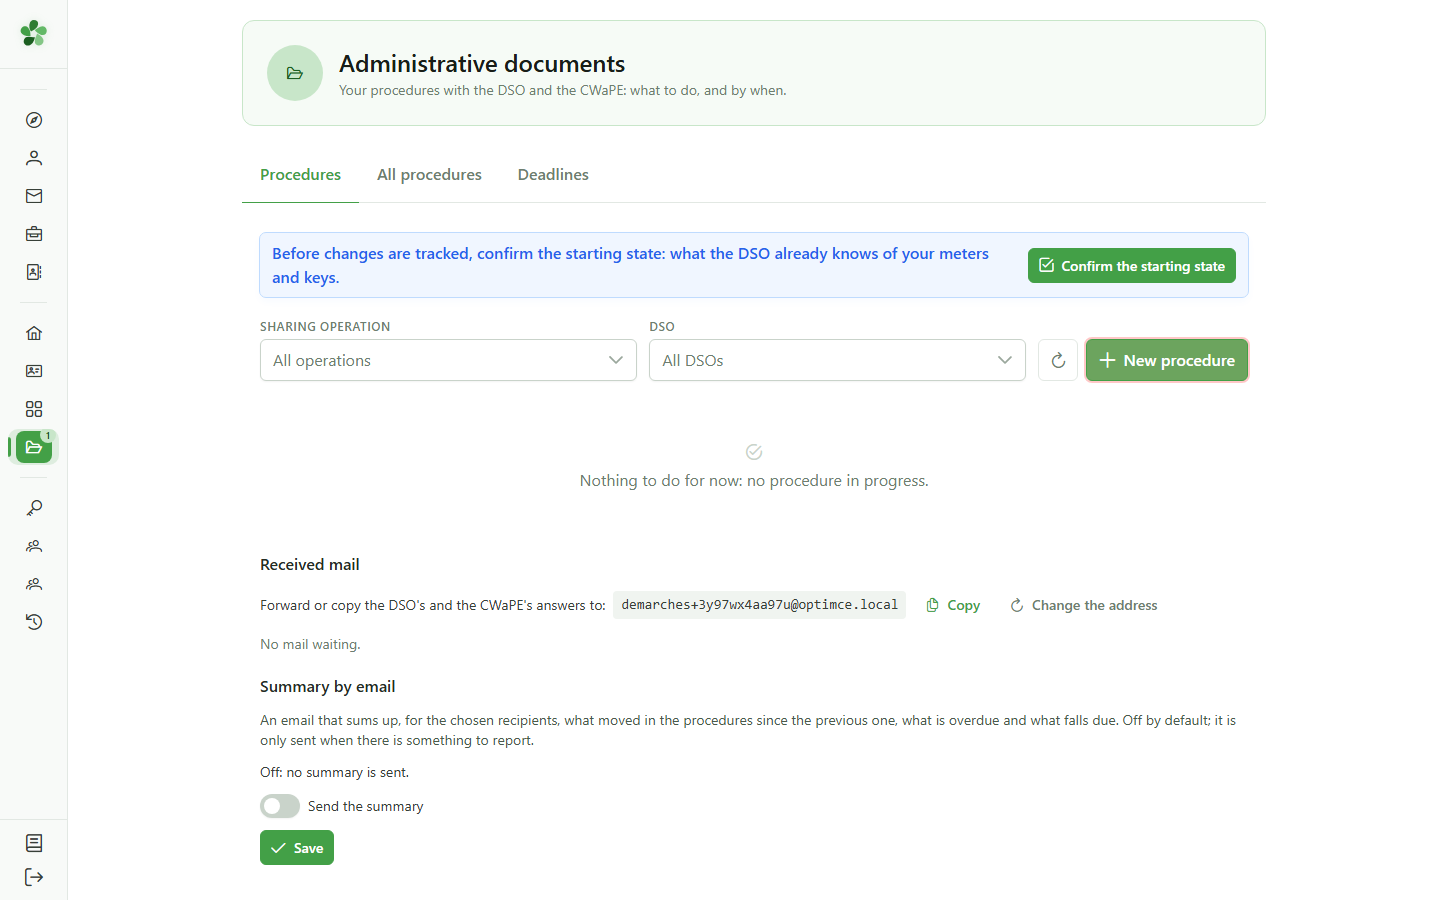 Administrative documents
Your procedures with the DSO and the CWaPE: what to do, and by when.
Procedures
All procedures
Deadlines
Before changes are tracked, confirm the starting state: what the DSO already knows of your meters
and keys.
Confirm the starting state
SHARING OPERATION
DSO
All operations
All DSOs
New procedure
1
Nothing to do for now: no procedure in progress.
Received mail
Forward or copy the DSO's and the CWaPE's answers to:
demarches+3y97wx4aa97u@optimce.local
Copy
Change the address
No mail waiting.
Summary by email
An email that sums up, for the chosen recipients, what moved in the procedures since the previous one, what is overdue and what falls due. Off by default; it is
only sent when there is something to report.
Off: no summary is sent.
Send the summary
Save